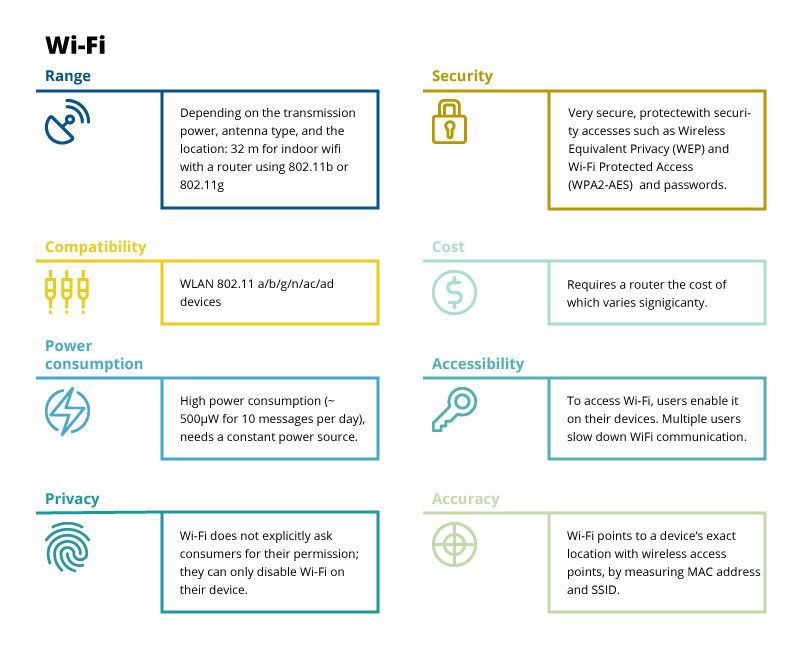 Wi-Fi
Range
Depending on the transmission
power, antenna type, and the
location: 32 m for indoor wifi
with a router using 802.11b or
802.11g
Security
Very secure, protectewith securi-
ty accesses such as Wireless
Equivalent Privacy (WEP) and
Wi-Fi Protected Access
(WPA2-AES)  and passwords.
Compatibility
WLAN 802.11 a/b/g/n/ac/ad
devices
Cost
Requires a router the cost of
which varies signigicanty.
Power
consumption
High power consumption (~
500µW for 10 messages per day),
needs a constant power source.
Accessibility
To access Wi-Fi, users enable it
on their devices. Multiple users
slow down WiFi communication.
Privacy
Wi-Fi does not explicitly ask
consumers for their permission;
they can only disable Wi-Fi on
their device.
Accuracy
Wi-Fi points to a device’s exact
location with wireless access
points, by measuring MAC address
and SSID.